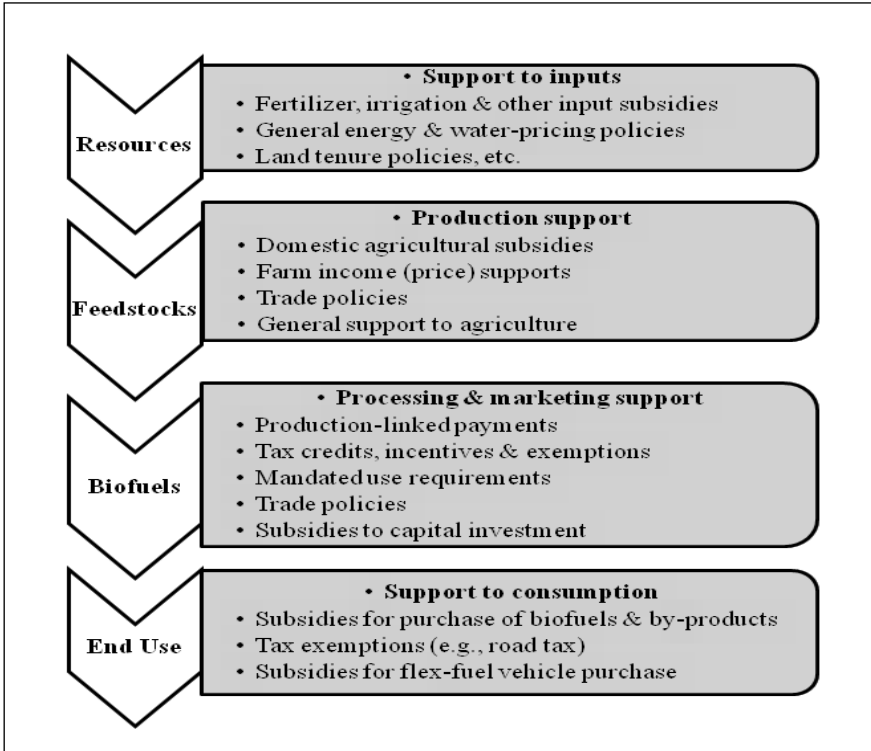 Resources
• Support to inputs
• Fertilizer, irrigation & other input subsidies
• General energy & water-pricing policies
• Land tenure policies, etc.
Feedstocks
• Production support
• Domestic agricultural subsidies
• Farm income (price) supports
• Trade policies
• General support to agriculture
Biofuels
• Processing & marketing support
• Production-linked payments
• Tax credits, incentives & exemptions
• Mandated use requirements
• Trade policies
• Subsidies to capital investment
End Use
• Support to consumption
• Subsidies for purchase of biofuels & by-products
• Tax exemptions (e.g., road tax)
• Subsidies for flex-fuel vehicle purchase